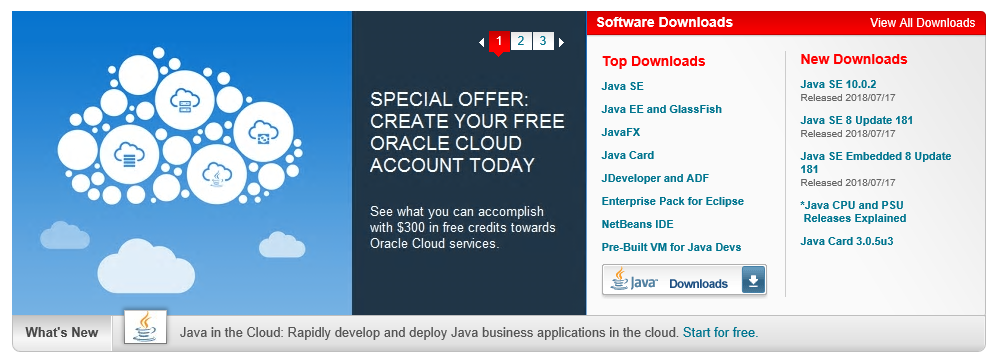 1 2 3
SPECIAL OFFER:
CREATE YOUR FREE
ORACLE CLOUD
ACCOUNT TODAY
See what you can accomplish
with $300 in free credits towards
Oracle Cloud services.
Software Downloads
View All Downloads
Top Downloads
Java SE
Java EE and GlassFish
JavaFX
Java Card
JDeveloper and ADF
Enterprise Pack for Eclipse
NetBeans IDE
Pre-Built VM for Java Devs
Java Downloads
New Downloads
Java SE 10.0.2
Released 2018/07/17
Java SE 8 Update 181
Released 2018/07/17
Java SE Embedded 8 Update
181
Released 2018/07/17
*Java CPU and PSU
Releases Explained
Java Card 3.0.5u3
What's New
Java in the Cloud: Rapidly develop and deploy Java business applications in the cloud. Start for free.